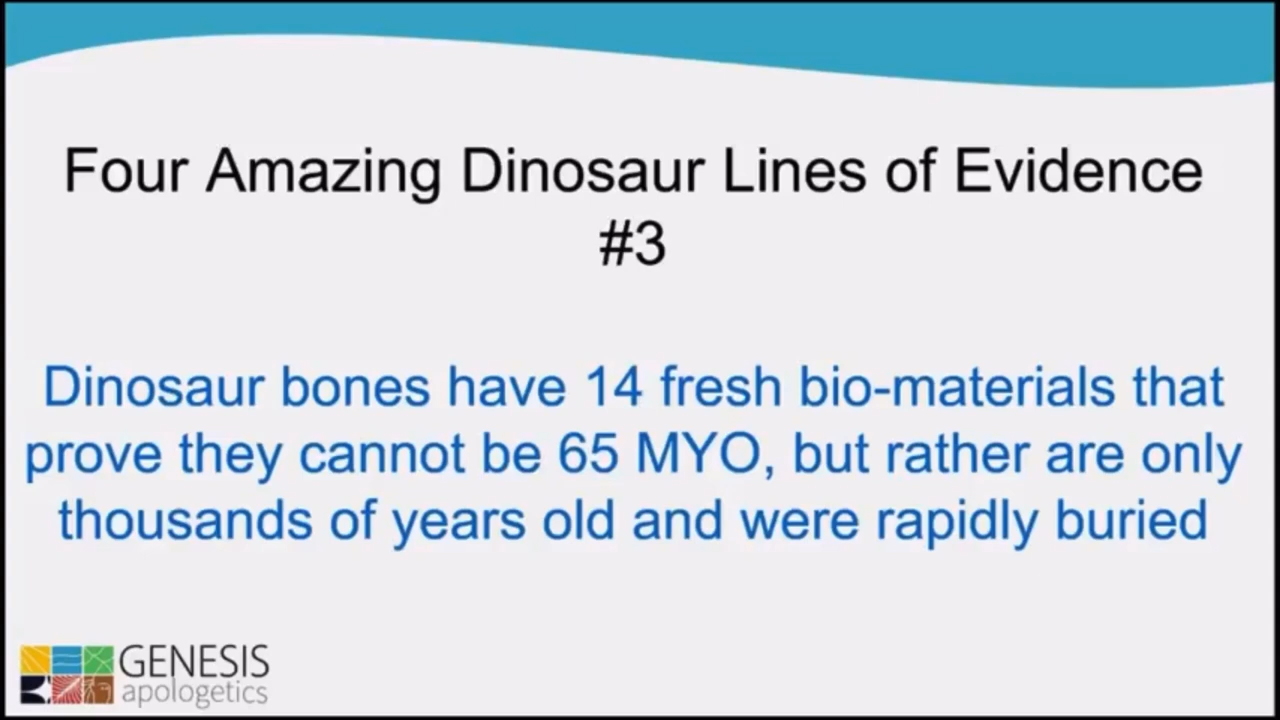 Four Amazing Dinosaur Lines of Evidence
#3
Dinosaur bones have 14 fresh bio-materials that
prove they cannot be 65 MYO, but rather are only
thousands of years old and were rapidly buried
GENESIS
apologetics